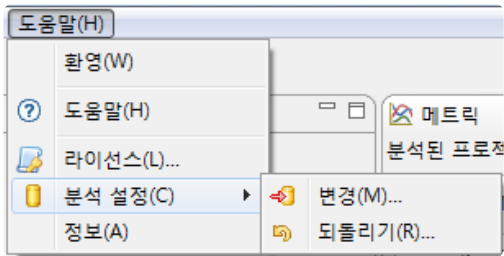 도움말(H)
환영(W)
도움말(H)
라이선스(L)...
분석 설정(C)
정보(A)
변경(M)...
되돌리기(R)...
메트릭
분석된 프로젝